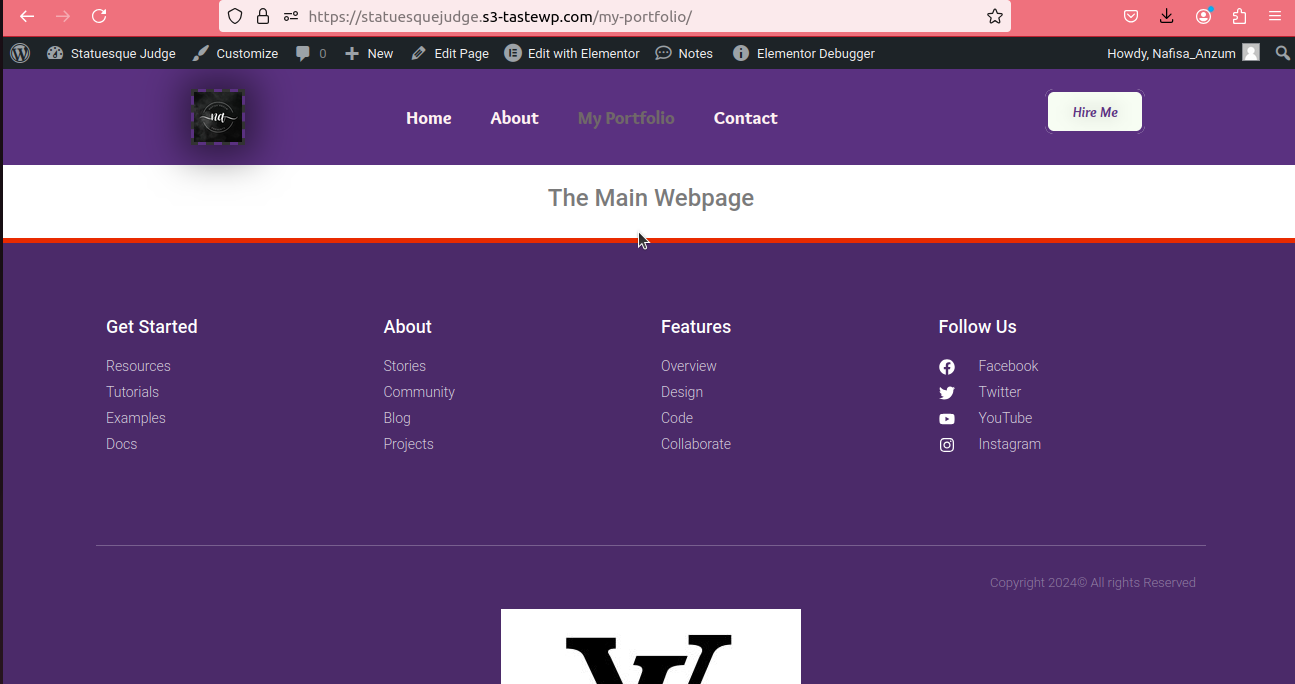 https://statuesquejudge.s3-tastewp.com/my-portfolio/
Statuesque Judge Customize 0 New Edit Page Edit with Elementor Notes Elementor Debugger Howdy, Nafisa_Anzum
na Home About My Portfolio Contact Hire Me
The Main Webpage
Get Started About Features Follow Us
Resources Stories Overview Facebook
Tutorials Community Design Twitter
Examples Blog Code YouTube
Docs Projects Collaborate Instagram
Copyright 2024© All rights Reserved